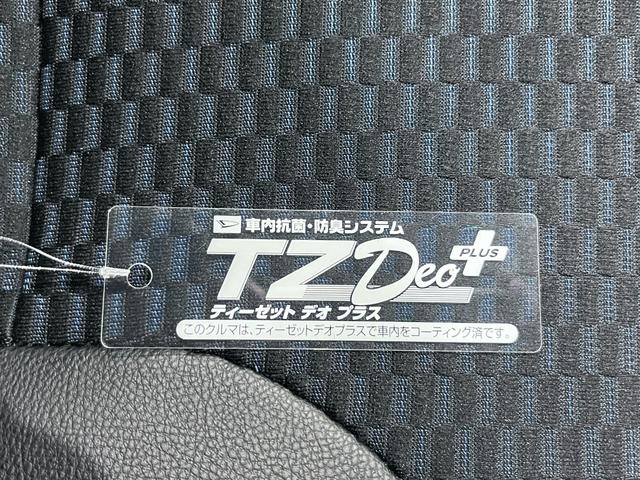 車内抗菌・防臭システム
TZ Deo PLUS
ティーゼット デオ プラス
このクルマは、ティーゼットデオプラスで車内をコーティング済です。